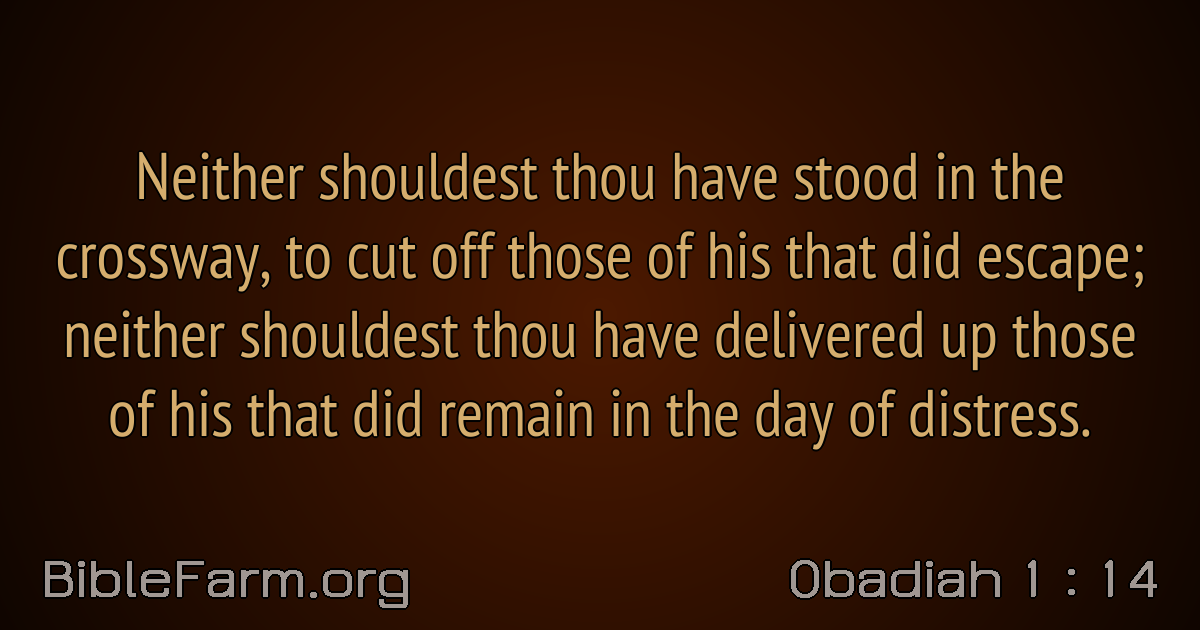 Neither shouldest thou have stood in the
crossway, to cut off those of his that did escape;
neither shouldest thou have delivered up those
of his that did remain in the day of distress.
BibleFarm.org
Obadiah 1 : 14